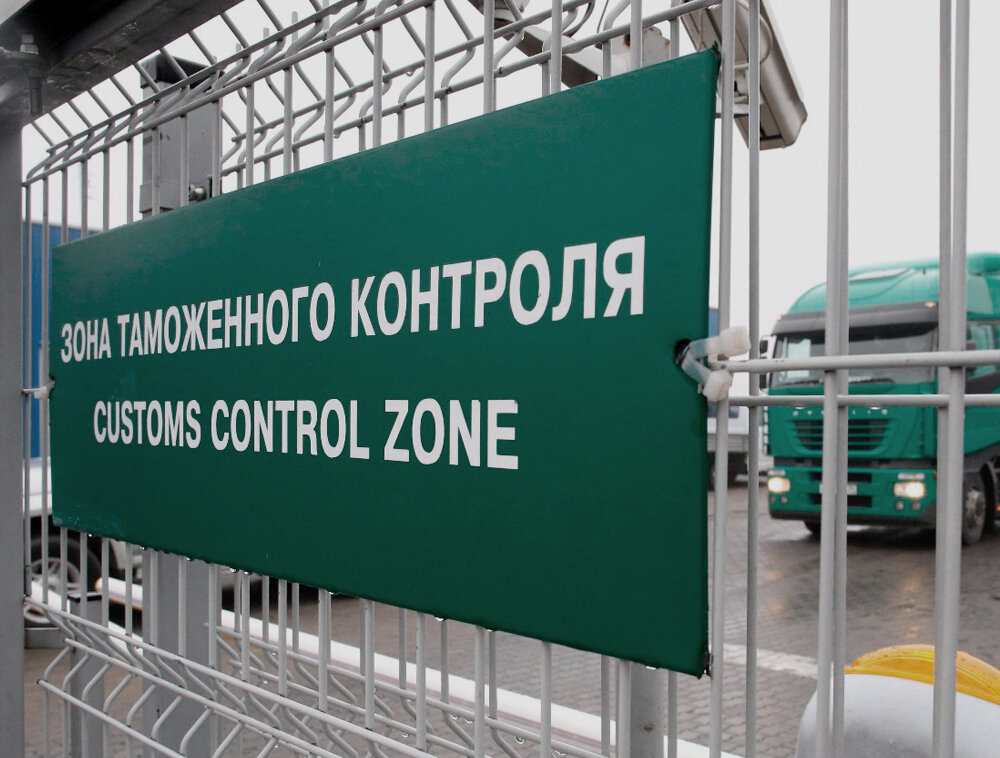 ЗОНА ТАМОЖЕННОГО КОНТРОЛЯ
CUSTOMS CONTROL ZONE